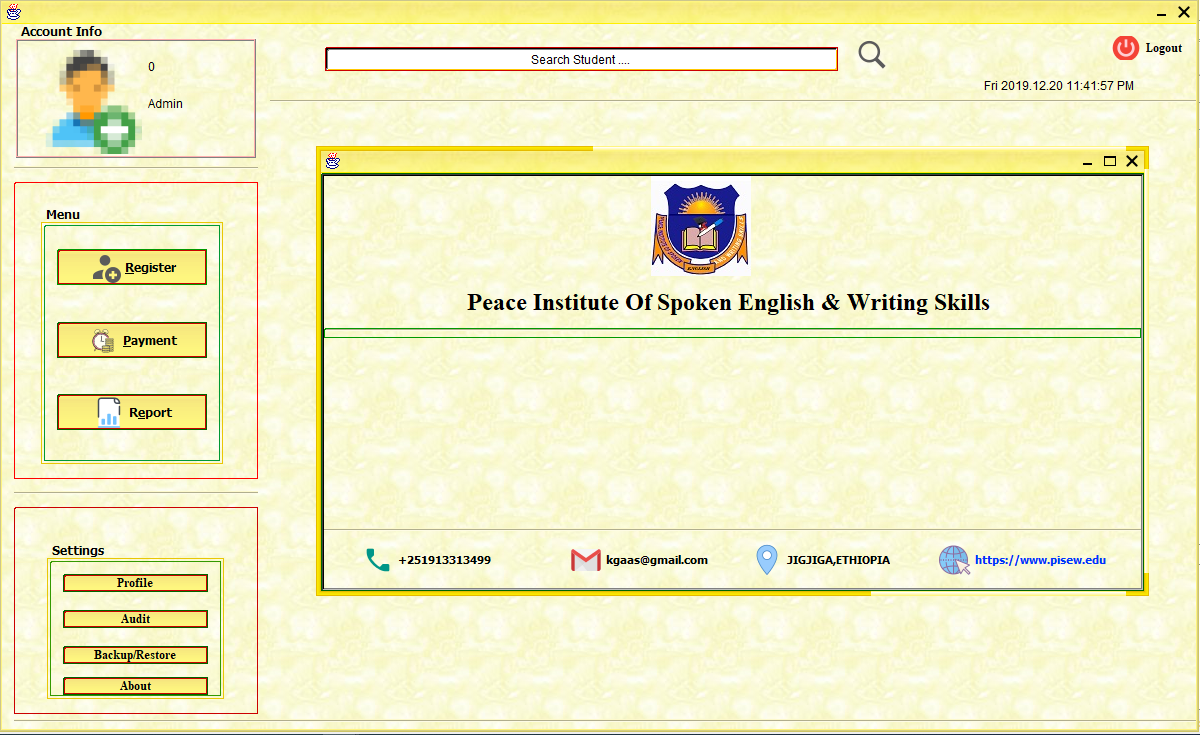 Account Info
0
Admin
Search Student ....
Logout
Fri 2019.12.20 11:41:57 PM
Menu
Register
Payment
Report
Settings
Profile
Audit
Backup/Restore
About
ENGLISH
Peace Institute Of Spoken English & Writing Skills
+251913313499
kgaas@gmail.com
JIGJIGA,ETHIOPIA
https://www.pisew.edu